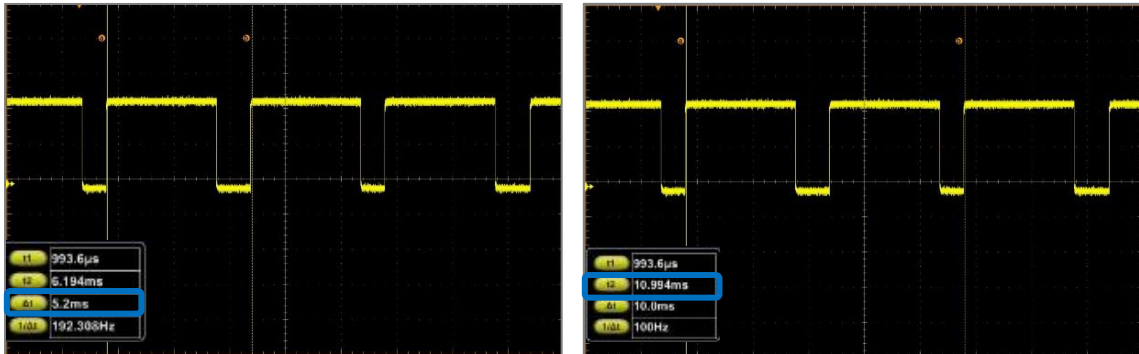 t1 993.6µs
t2 6.194ms
Δt 5.2ms
1/Δt 192.308Hz
t1 993.6µs
t2 10.994ms
Δt 10.0ms
1/Δt 100Hz